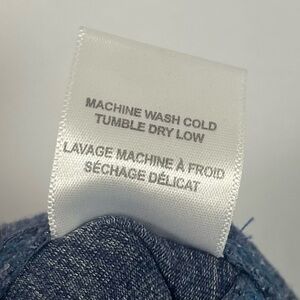 MACHINE WASH COLD
TUMBLE DRY LOW
LAVAGE MACHINE À FROID
SÉCHAGE DÉLICAT